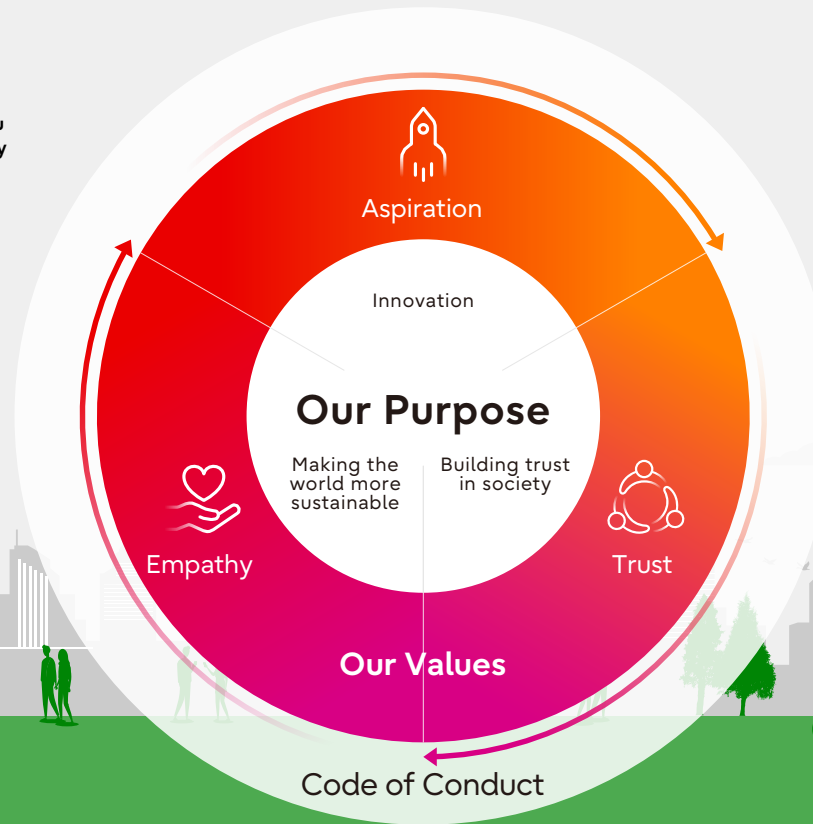 Aspiration
Innovation
Our Purpose
Making the
world more
sustainable
Building trust
in society
Empathy
Trust
Our Values
Code of Conduct